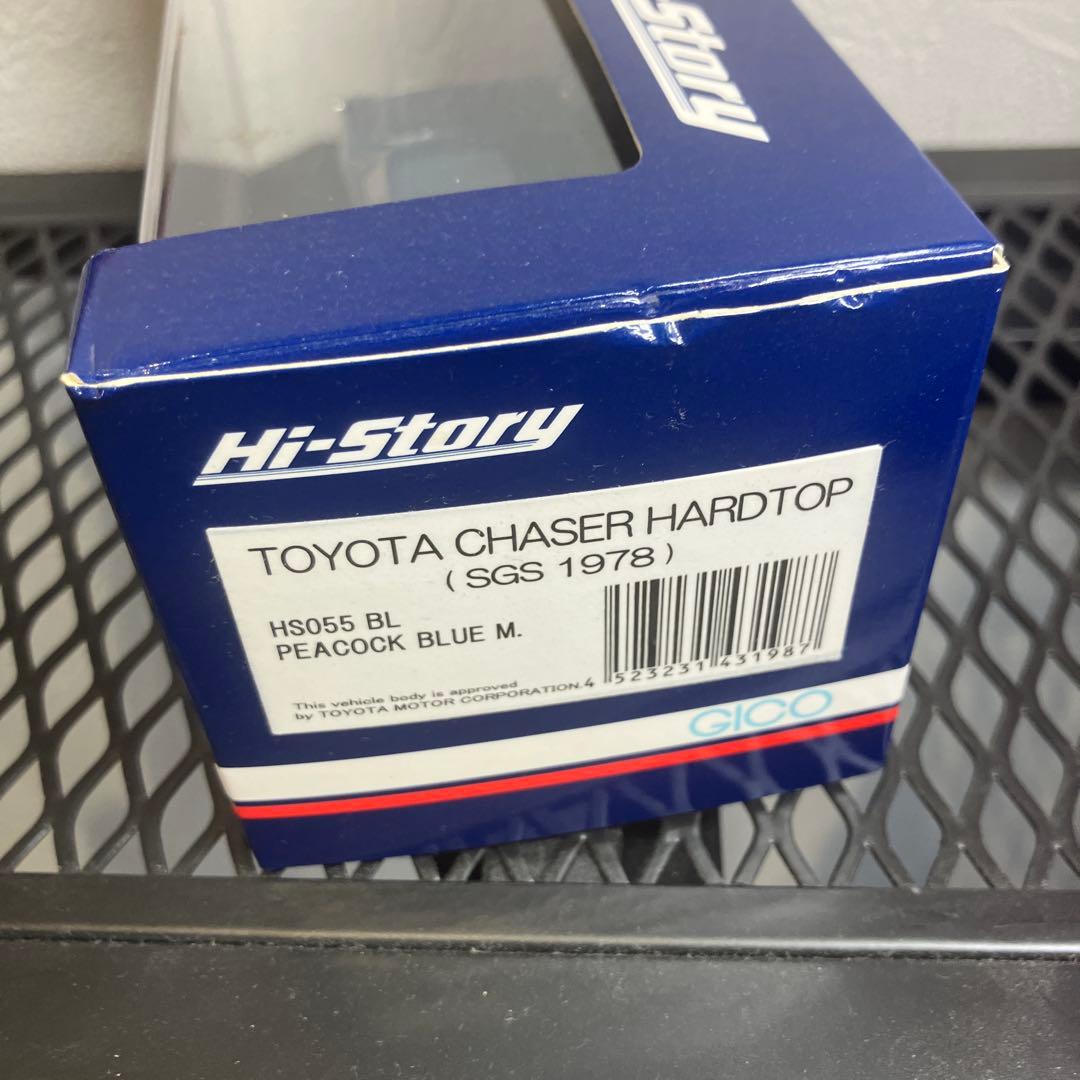 Hi-Story
Hi-Story
TOYOTA CHASER HARDTOP
( SGS 1978 )
HS055 BL
PEACOCK BLUE M.
This vehicle body is approved
by TOYOTA MOTOR CORPORATION.
4 523231 431987
GICO